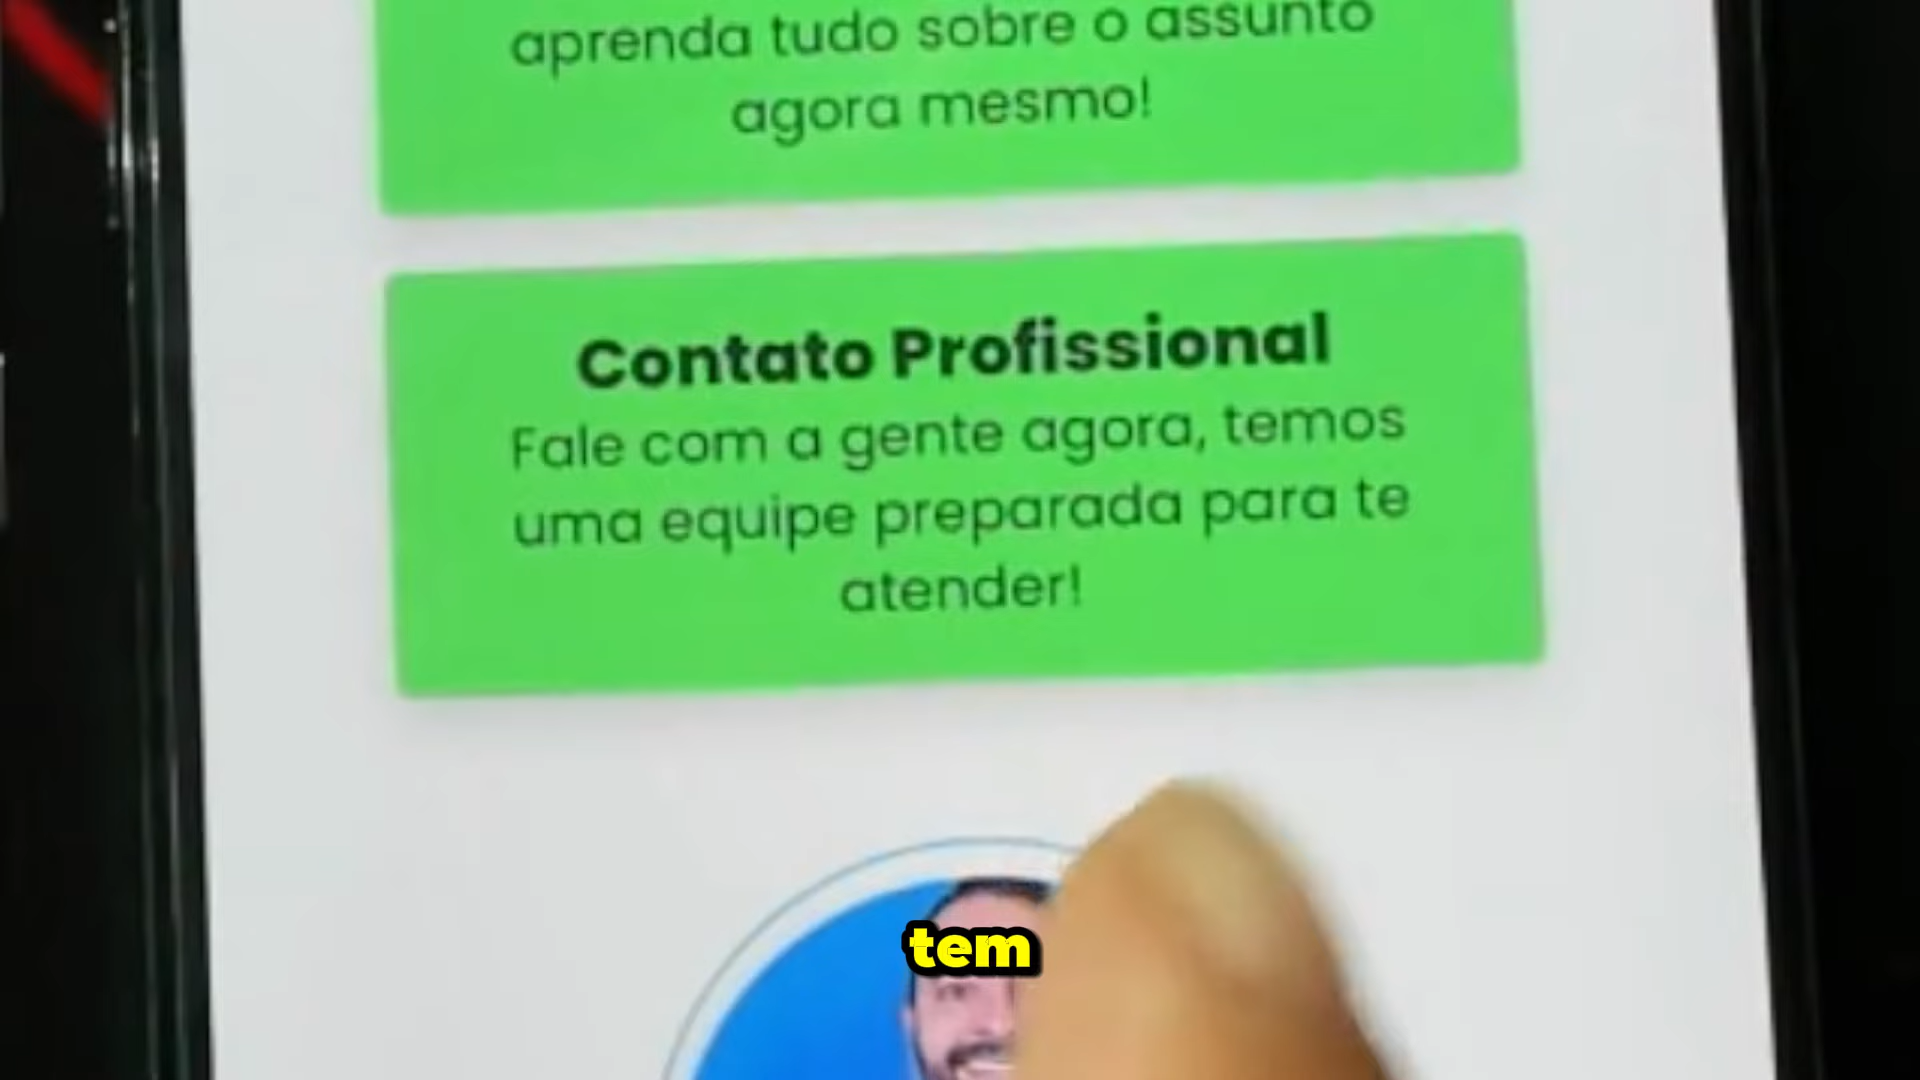 aprenda tudo sobre o assunto
agora mesmo!
Contato Profissional
Fale com a gente agora, temos
uma equipe preparada para te
atender!
tem